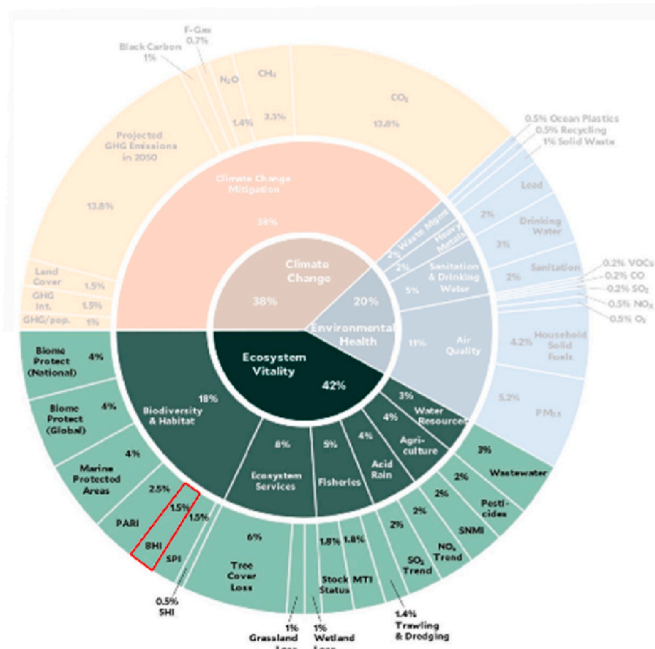 F-Gas
0.7%
Black Carbon
1%
N₂O
1.4%
CH₄
3.3%
CO₂
13.8%
Projected
GHG Emissions
in 2050
13.8%
Land
Cover
1.5%
GHG
Int.
1.5%
GHG/pop.
1%
0.5% Ocean Plastics
0.5% Recycling
1% Solid Waste
Lead
2%
Drinking
Water
3%
Sanitation
2%
0.2% VOCs
0.2% CO
0.2% SO₂
0.5% NOₓ
0.5% O₃
Household
Solid
Fuels
4.2%
PM₂.₅
5.2%
Climate Change
Mitigation
38%
Waste Mgmt
2%
Heavy
Metals
2%
Sanitation
& Drinking
Water
5%
Air
Quality
11%
Climate
Change
38%
20%
Environmental
Health
Ecosystem
Vitality
42%
Biodiversity
& Habitat
18%
8%
Ecosystem
Services
5%
Fisheries
4%
Acid
Rain
4%
Agri-
culture
3%
Water
Resources
Biome
Protect
(National)
4%
Biome
Protect
(Global)
4%
Marine
Protected
Areas
4%
2.5%
PARI
1.5%
BHI
1.5%
SPI
0.5%
SHI
6%
Tree
Cover
Loss
1%
Grassland
1%
Wetland
1.8%
Stock
Status
1.8%
MTI
1.4%
Trawling
& Dredging
2%
SO₂
Trend
2%
NOₓ
Trend
2%
SNMI
2%
Pesti-
cides
3%
Wastewater